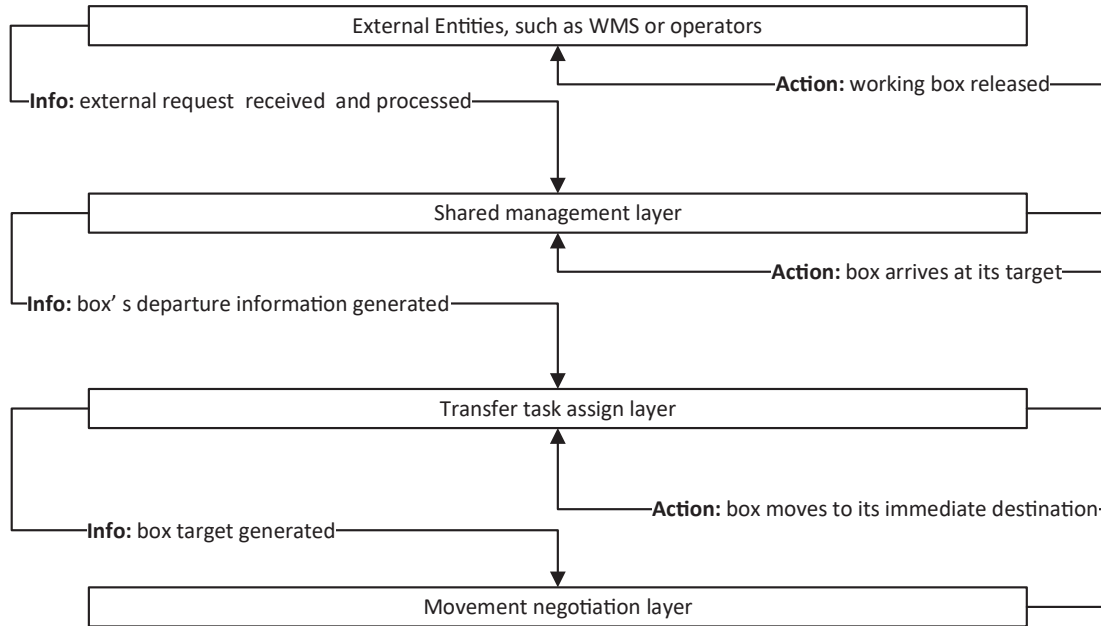 External Entities, such as WMS or operators
Action: working box released
Info: external request  received  and processed
Shared management layer
Action: box arrives at its target
Info: box’ s departure information generated
Transfer task assign layer
Action: box moves to its immediate destination
Info: box target generated
Movement negotiation layer